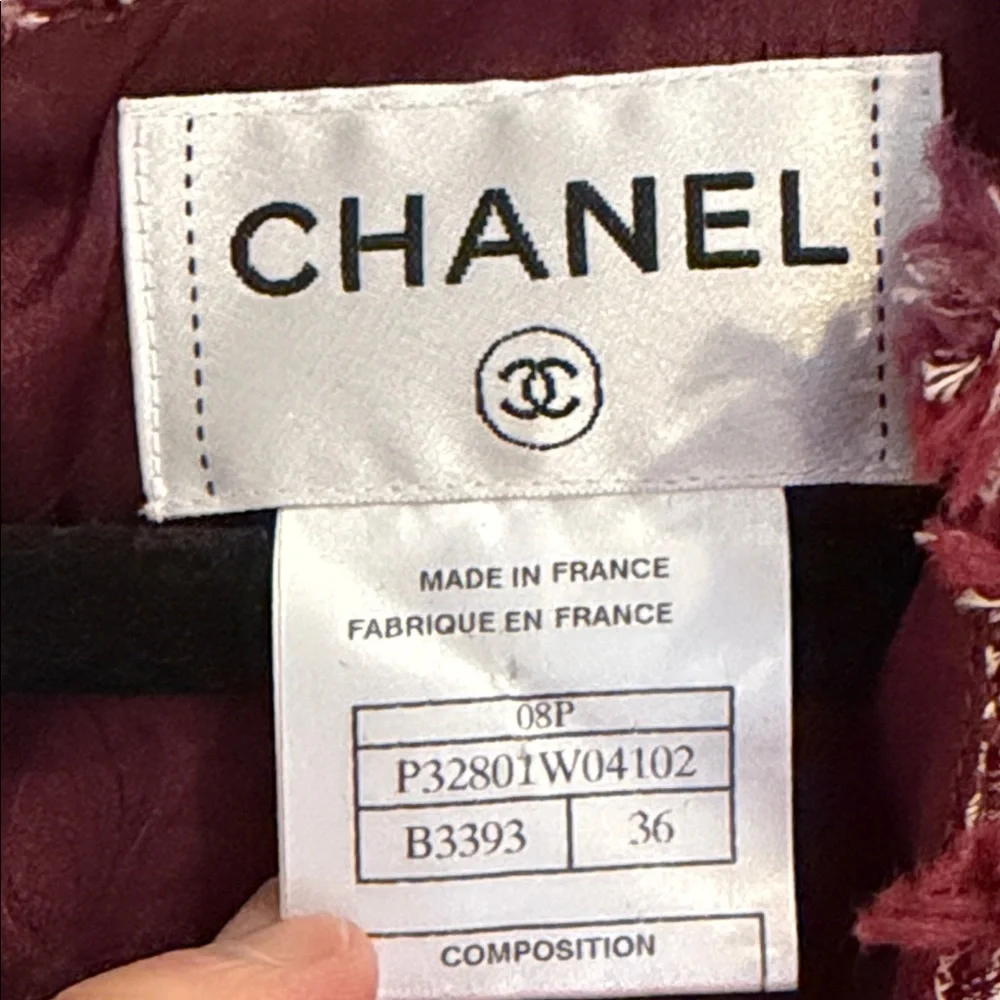 CHANEL
MADE IN FRANCE
FABRIQUE EN FRANCE
08P
P32801W04102
B3393 36
COMPOSITION